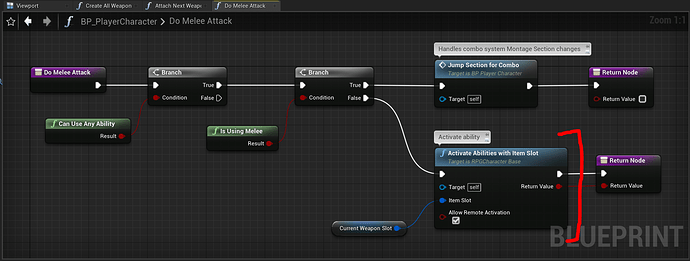 Viewport
Create All Weapon
Attach Next Weapo
Do Melee Attack
BP_PlayerCharacter > Do Melee Attack
Zoom 1:1
Handles combo system Montage Section changes
Do Melee Attack
Branch
True
Condition
False
Branch
True
Condition
False
Jump Section for Combo
Target is BP Player Character
Target self
Return Node
Return Value
Can Use Any Ability
Result
Is Using Melee
Result
Activate ability
Activate Abilities with Item Slot
Target is RPGCharacter Base
Target self
Return Value
Item Slot
Allow Remote Activation
Return Node
Return Value
Current Weapon Slot
BLUEPRINT